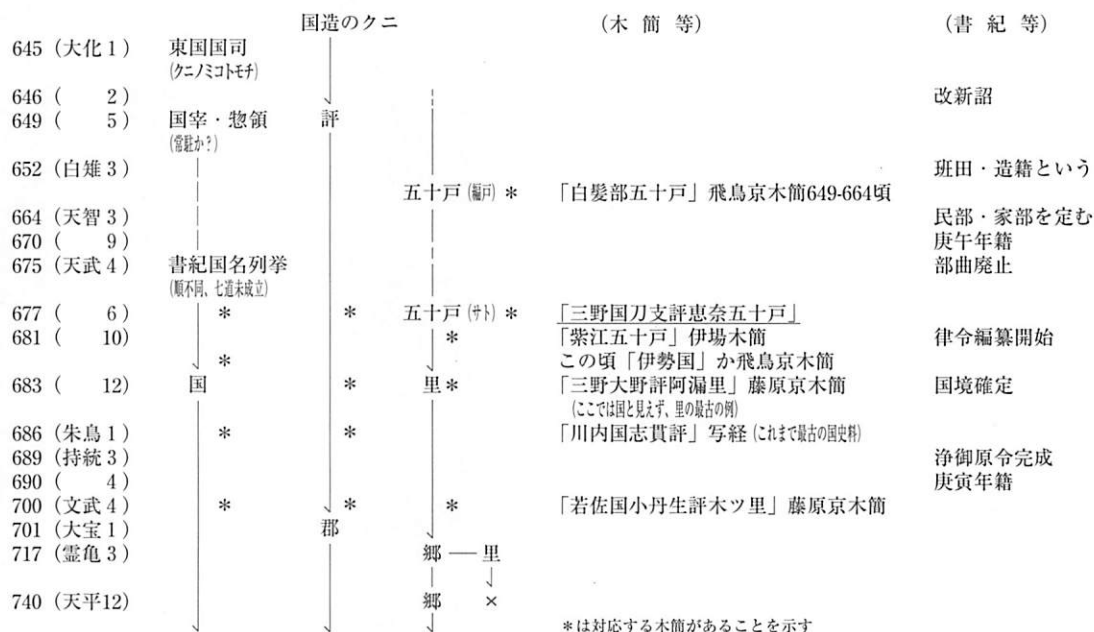 国造のクニ （木 簡 等） （書 紀 等）
645（大化1） 東国国司
(クニノミコトモチ)
646（ 2） 改新詔
649（ 5） 国宰・惣領 評
(常駐か?)
652（白雉3） 班田・造籍という
五十戸(編戸) ＊ 「白髪部五十戸」飛鳥京木簡649-664頃
664（天智3） 民部・家部を定む
670（ 9） 庚午年籍
675（天武4） 書紀国名列挙 部曲廃止
(順不同、七道未成立)
677（ 6） ＊ ＊ 五十戸(サト) ＊ 「三野国刀支評恵奈五十戸」
681（ 10） ＊ 「紫江五十戸」伊場木簡 律令編纂開始
＊ この頃「伊勢国」か飛鳥京木簡
683（ 12） 国 ＊ 里＊ 「三野大野評阿漏里」藤原京木簡 国境確定
(ここでは国と見えず、里の最古の例)
686（朱鳥1） ＊ ＊ 「川内国志貫評」写経(これまで最古の国史料)
689（持統3） 浄御原令完成
690（ 4） 庚寅年籍
700（文武4） ＊ ＊ ＊ 「若佐国小丹生評木ツ里」藤原京木簡
701（大宝1） 郡
717（霊亀3） 郷 ― 里
740（天平12） 郷 ×
＊は対応する木簡があることを示す